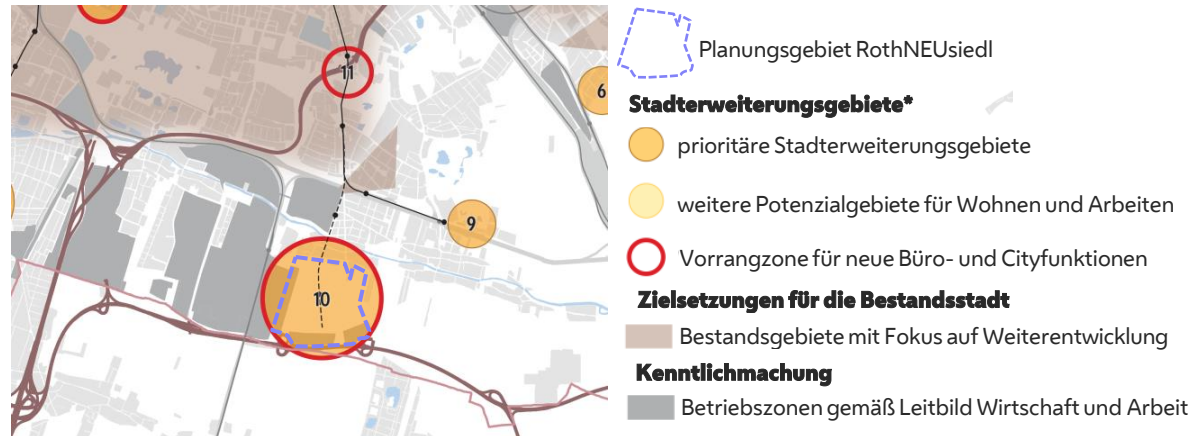 11
6
9
10
Planungsgebiet RothNEUsiedl
Stadterweiterungsgebiete*
prioritäre Stadterweiterungsgebiete
weitere Potenzialgebiete für Wohnen und Arbeiten
Vorrangzone für neue Büro- und Cityfunktionen
Zielsetzungen für die Bestandsstadt
Bestandsgebiete mit Fokus auf Weiterentwicklung
Kenntlichmachung
Betriebszonen gemäß Leitbild Wirtschaft und Arbeit